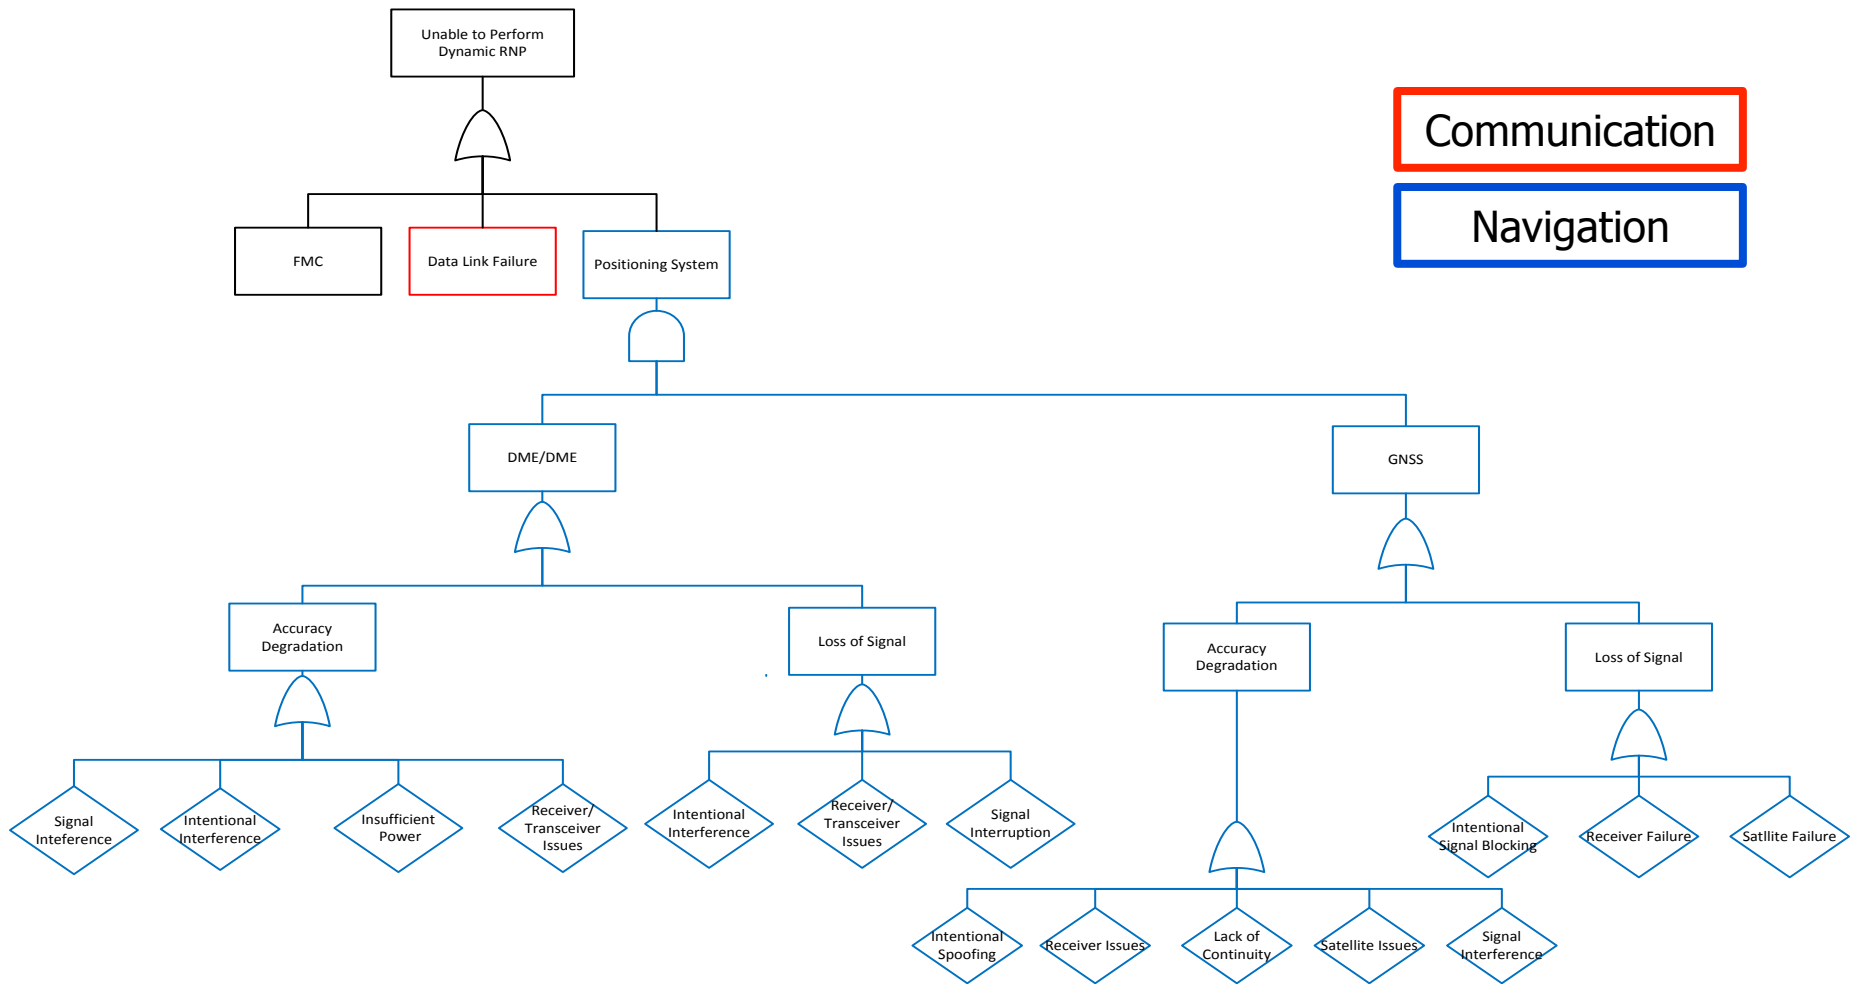 Unable to Perform
Dynamic RNP
Communication
Navigation
FMC
Data Link Failure
Positioning System
DME/DME
GNSS
Accuracy
Degradation
Loss of Signal
Accuracy
Degradation
Loss of Signal
Signal
Inteference
Intentional
Interference
Insufficient
Power
Receiver/
Transceiver
Issues
Intentional
Interference
Receiver/
Transceiver
Issues
Signal
Interruption
Intentional
Signal Blocking
Receiver Failure
Satllite Failure
Intentional
Spoofing
Receiver Issues
Lack of
Continuity
Satellite Issues
Signal
Interference